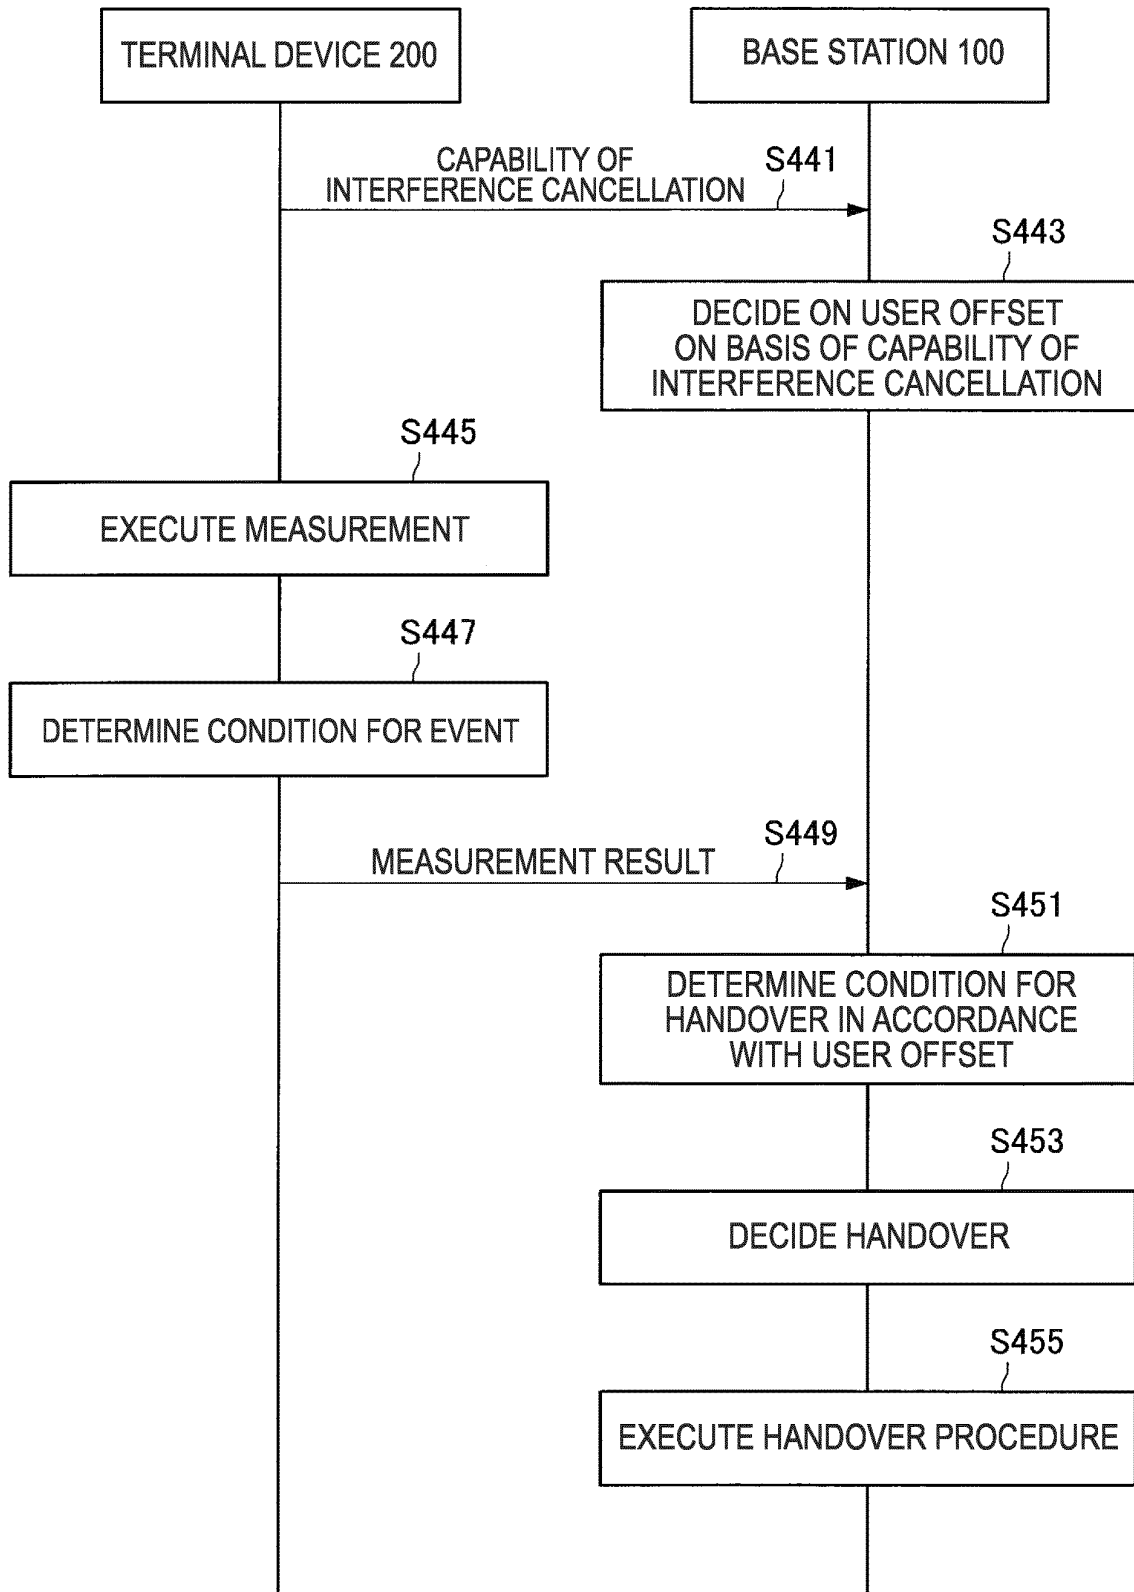 TERMINAL DEVICE 200
BASE STATION 100
CAPABILITY OF
INTERFERENCE CANCELLATION
S441
S443
DECIDE ON USER OFFSET
ON BASIS OF CAPABILITY OF
INTERFERENCE CANCELLATION
S445
EXECUTE MEASUREMENT
S447
DETERMINE CONDITION FOR EVENT
MEASUREMENT RESULT
S449
S451
DETERMINE CONDITION FOR
HANDOVER IN ACCORDANCE
WITH USER OFFSET
S453
DECIDE HANDOVER
S455
EXECUTE HANDOVER PROCEDURE